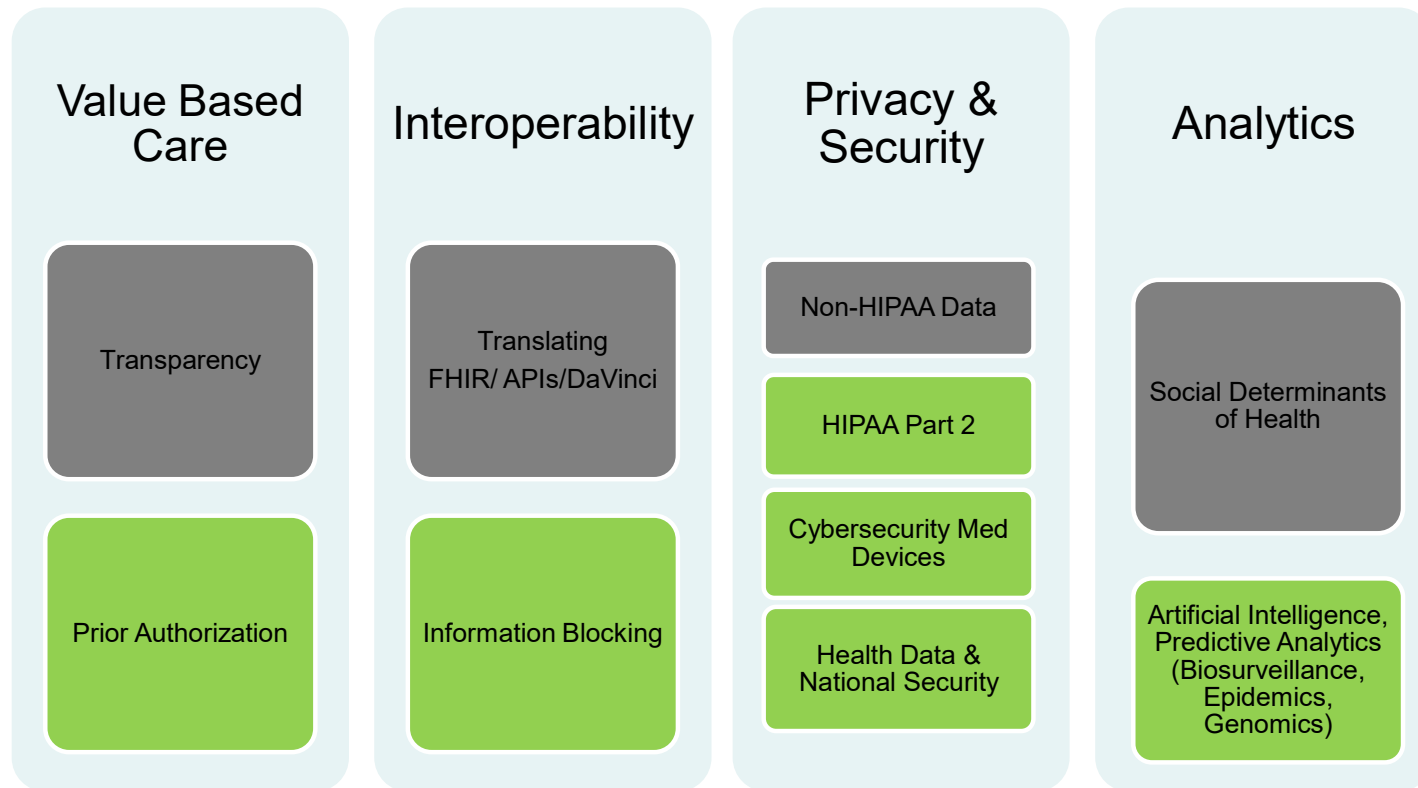 Value Based
Care
Transparency
Prior Authorization
Interoperability
Translating
FHIR/ APIs/DaVinci
Information Blocking
Privacy &
Security
Non-HIPAA Data
HIPAA Part 2
Cybersecurity Med
Devices
Health Data &
National Security
Analytics
Social Determinants
of Health
Artificial Intelligence,
Predictive Analytics
(Biosurveillance,
Epidemics,
Genomics)